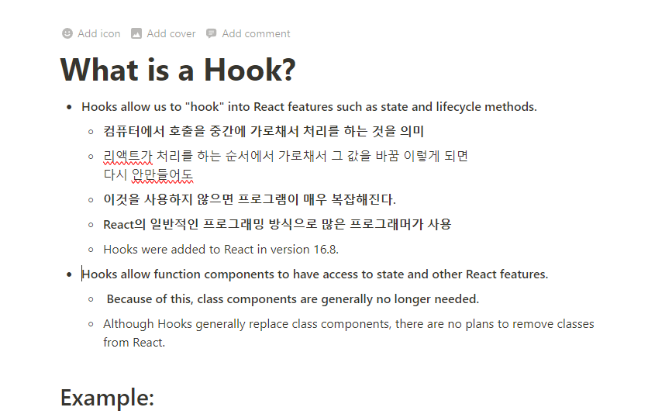 Add icon Add cover Add comment
What is a Hook?
Hooks allow us to "hook" into React features such as state and lifecycle methods.
컴퓨터에서 호출을 중간에 가로채서 처리를 하는 것을 의미
리액트가 처리를 하는 순서에서 가로채서 그 값을 바꿈 이렇게 되면
다시 안만들어도
이것을 사용하지 않으면 프로그램이 매우 복잡해진다.
React의 일반적인 프로그래밍 방식으로 많은 프로그래머가 사용
Hooks were added to React in version 16.8.
Hooks allow function components to have access to state and other React features.
Because of this, class components are generally no longer needed.
Although Hooks generally replace class components, there are no plans to remove classes
from React.
Example: